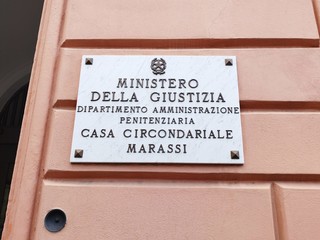 MINISTERO
DELLA GIUSTIZIA
DIPARTIMENTO AMMINISTRAZIONE
PENITENZIARIA
CASA CIRCONDARIALE
MARASSI